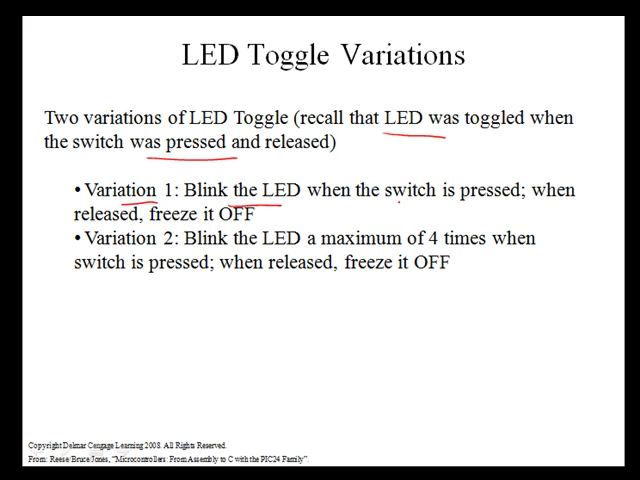 LED Toggle Variations
Two variations of LED Toggle (recall that LED was toggled when
the switch was pressed and released)
• Variation 1: Blink the LED when the switch is pressed; when
released, freeze it OFF
• Variation 2: Blink the LED a maximum of 4 times when
switch is pressed; when released, freeze it OFF
Copyright Delmar Cengage Learning 2008. All Rights Reserved.
From: Reese/Bruce/Jones, “Microcontrollers: From Assembly to C with the PIC24 Family”.